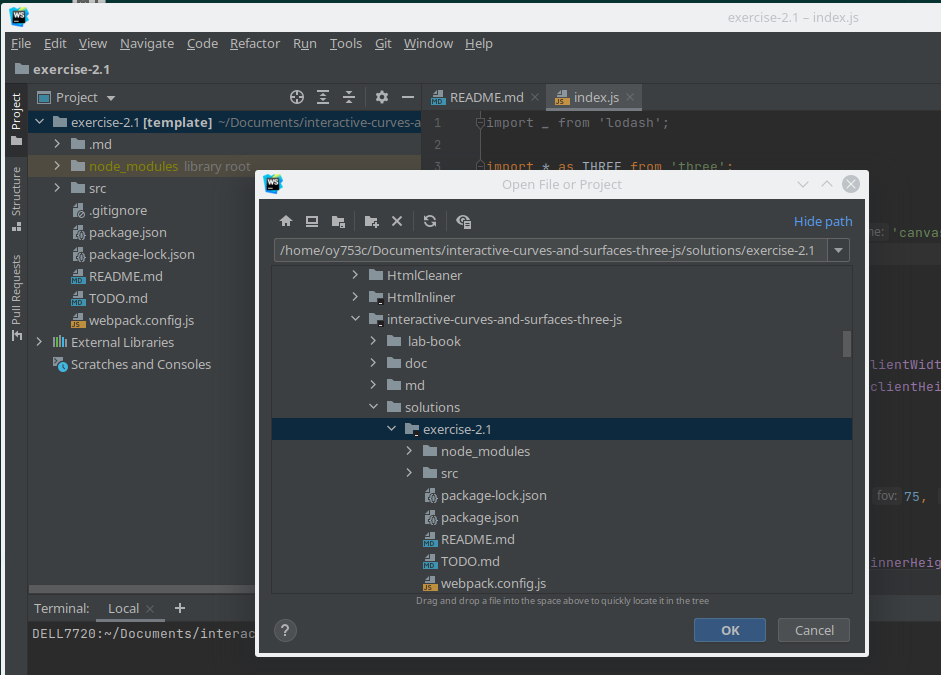 WS
exercise-2.1 – index.js
File Edit View Navigate Code Refactor Run Tools Git Window Help
exercise-2.1
Project
Structure
Pull Requests
Project
README.md
index.js
exercise-2.1 [template] ~/Documents/interactive-curves-a
.md
node_modules library root
src
.gitignore
package.json
package-lock.json
README.md
TODO.md
webpack.config.js
External Libraries
Scratches and Consoles
1 import _ from 'lodash';
2
3 import * as THREE from 'three';
me: 'canvas
lientWidt
clientHei
fov: 75,
innerHeig
WS
Open File or Project
Hide path
/home/oy753c/Documents/interactive-curves-and-surfaces-three-js/solutions/exercise-2.1
HtmlCleaner
HtmlInliner
interactive-curves-and-surfaces-three-js
lab-book
doc
md
solutions
exercise-2.1
node_modules
src
package-lock.json
package.json
README.md
TODO.md
webpack.config.js
Drag and drop a file into the space above to quickly locate it in the tree
?
OK
Cancel
Terminal: Local
DELL7720:~/Documents/interac